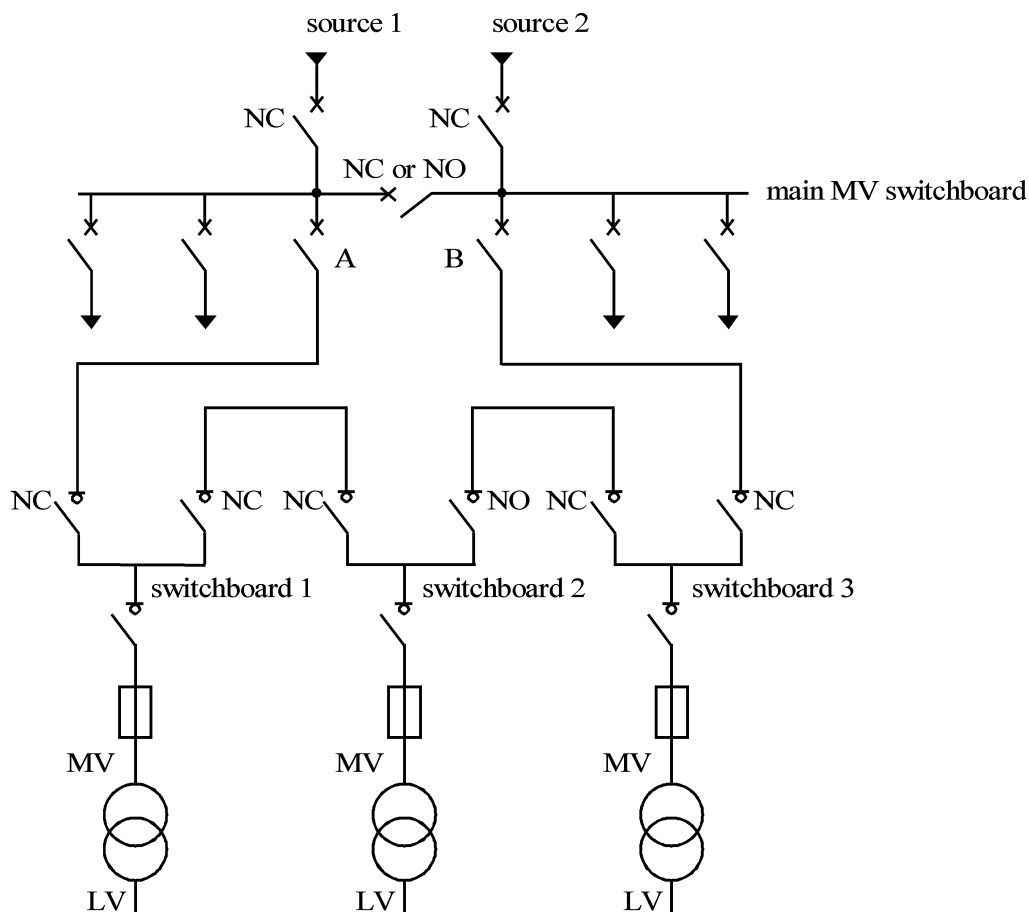 source 1
source 2
NC
NC
NC or NO
main MV switchboard
A
B
NC
NC
NC
NO
NC
NC
switchboard 1
switchboard 2
switchboard 3
MV
MV
MV
LV
LV
LV